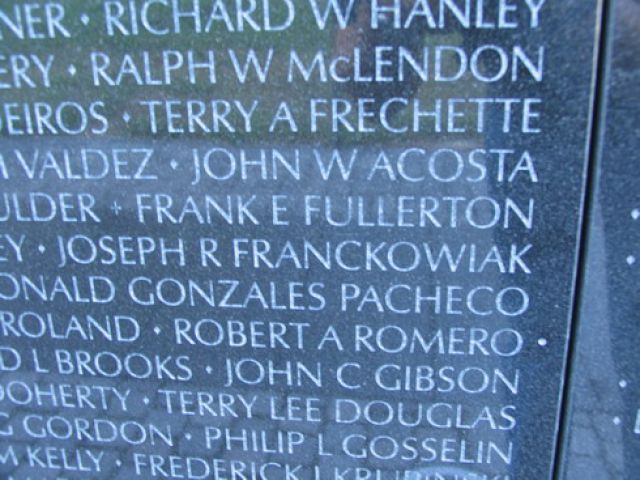 NER · RICHARD W HANLEY
ERY · RALPH W McLENDON
EIROS · TERRY A FRECHETTE
VALDEZ · JOHN W ACOSTA
ULDER + FRANK E FULLERTON
EY · JOSEPH R FRANCKOWIAK
ONALD GONZALES PACHECO
ROLAND · ROBERT A ROMERO ·
D L BROOKS · JOHN C GIBSON
DOHERTY · TERRY LEE DOUGLAS
G GORDON · PHILIP L GOSSELIN
M KELLY · FREDERICK J